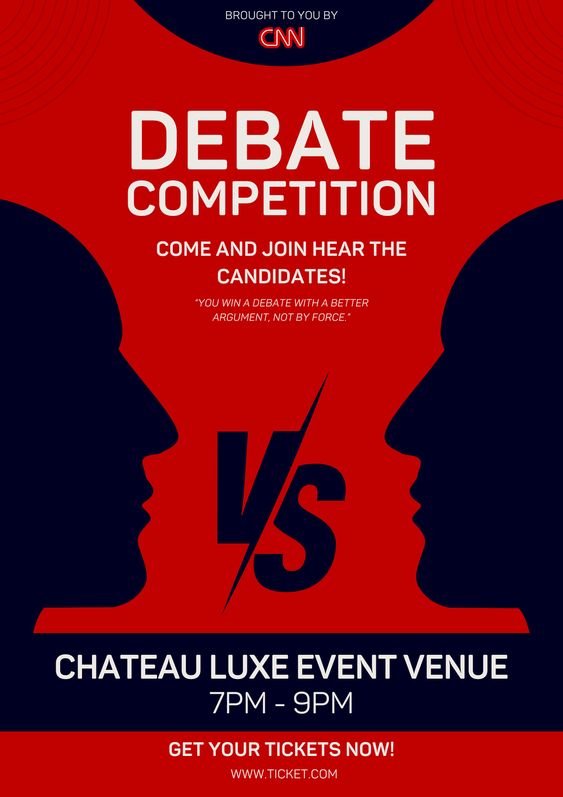 BROUGHT TO YOU BY
CNN
DEBATE
COMPETITION
COME AND JOIN HEAR THE
CANDIDATES!
"YOU WIN A DEBATE WITH A BETTER
ARGUMENT, NOT BY FORCE."
VS
CHATEAU LUXE EVENT VENUE
7PM - 9PM
GET YOUR TICKETS NOW!
WWW.TICKET.COM